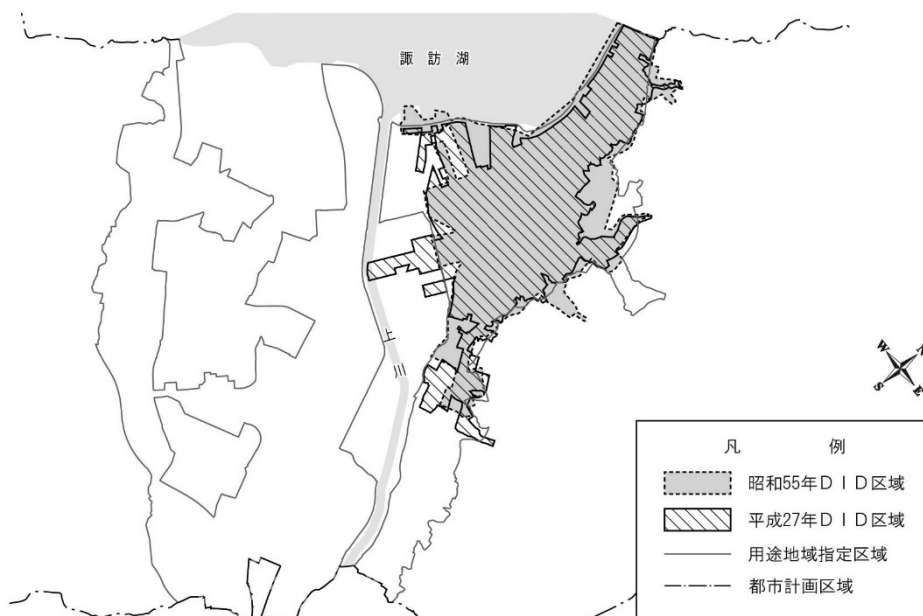 諏訪湖
上川
W
N
S
E
凡例
昭和55年DID区域
平成27年DID区域
用途地域指定区域
都市計画区域